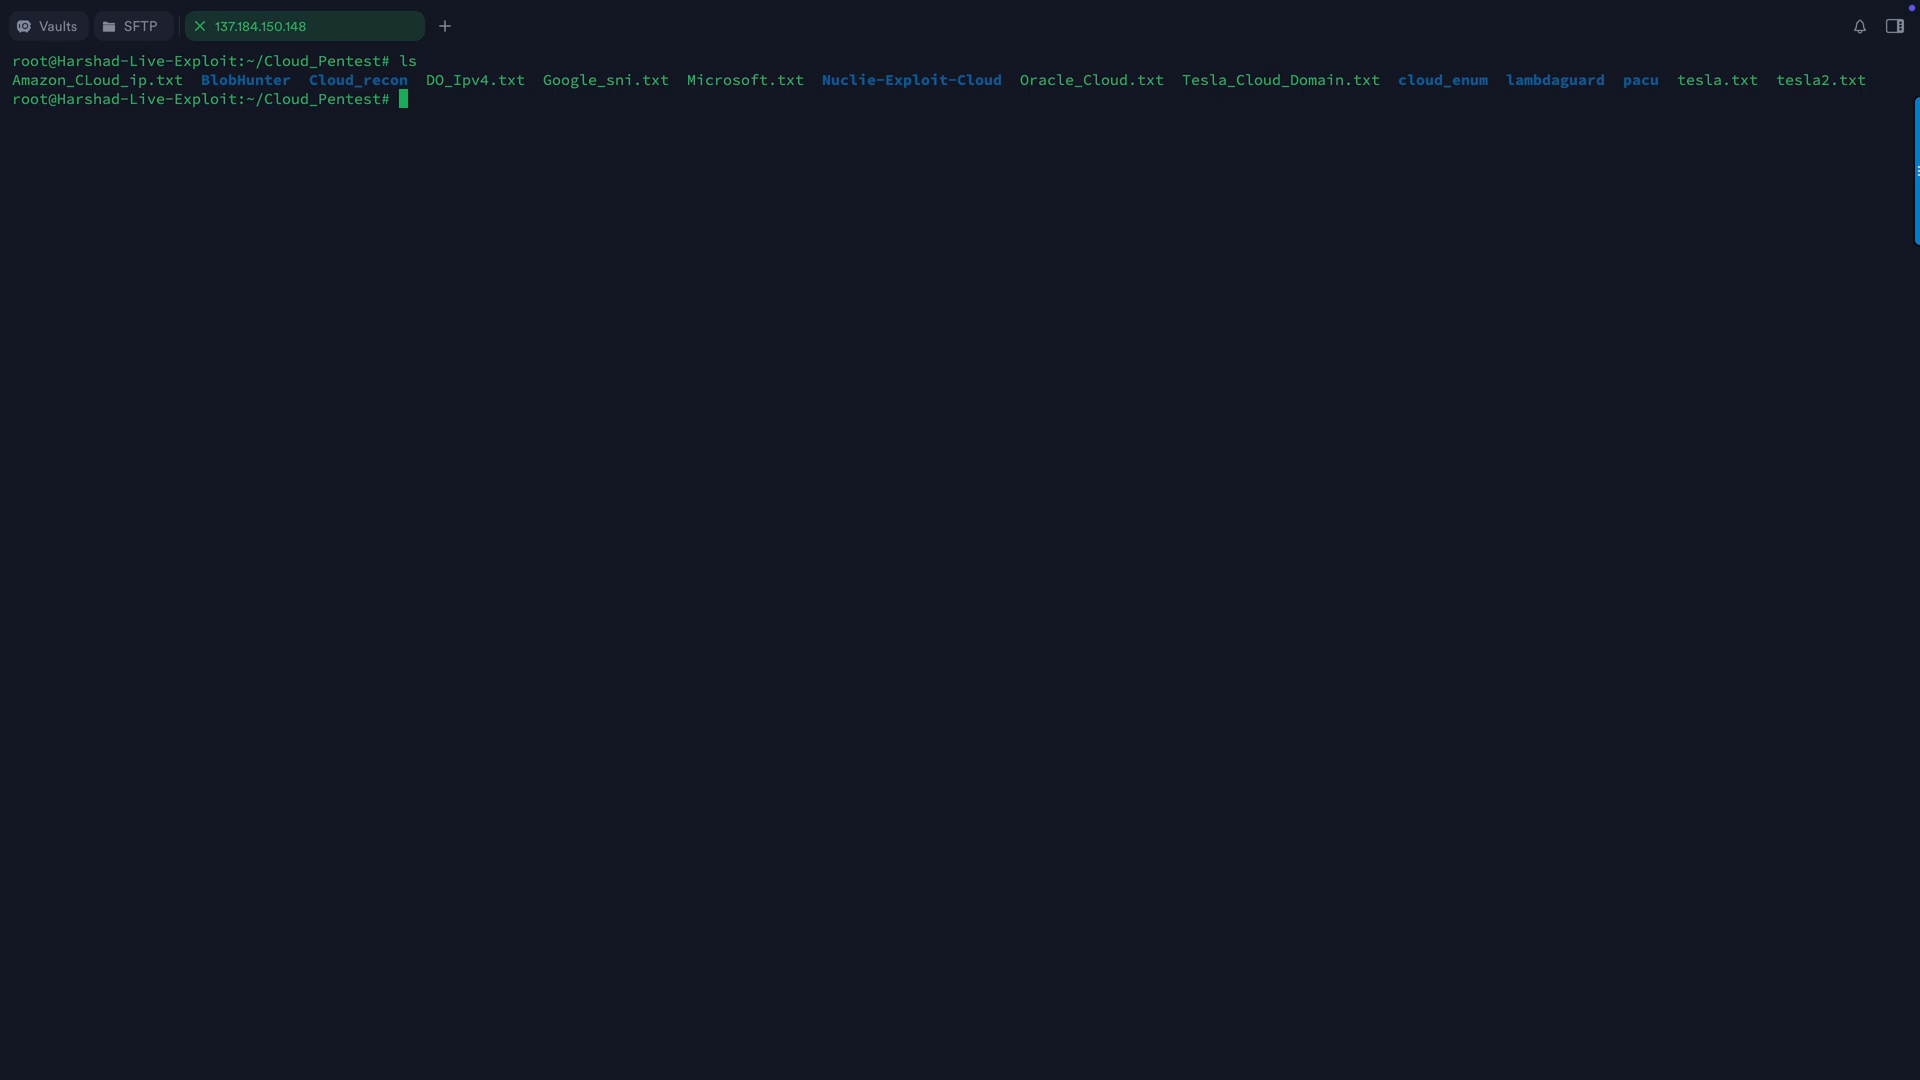 Vaults SFTP 137.184.150.148
root@Harshad-Live-Exploit:~/Cloud_Pentest# ls
Amazon_CLoud_ip.txt BlobHunter Cloud_recon DO_Ipv4.txt Google_sni.txt Microsoft.txt Nuclie-Exploit-Cloud Oracle_Cloud.txt Tesla_Cloud_Domain.txt cloud_enum lambdaguard pacu tesla.txt tesla2.txt
root@Harshad-Live-Exploit:~/Cloud_Pentest#